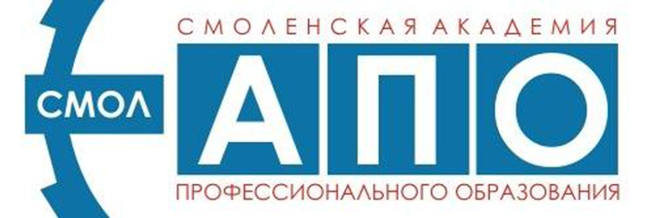 СМОЛЕНСКАЯ АКАДЕМИЯ
СМОЛ АПО
ПРОФЕССИОНАЛЬНОГО ОБРАЗОВАНИЯ